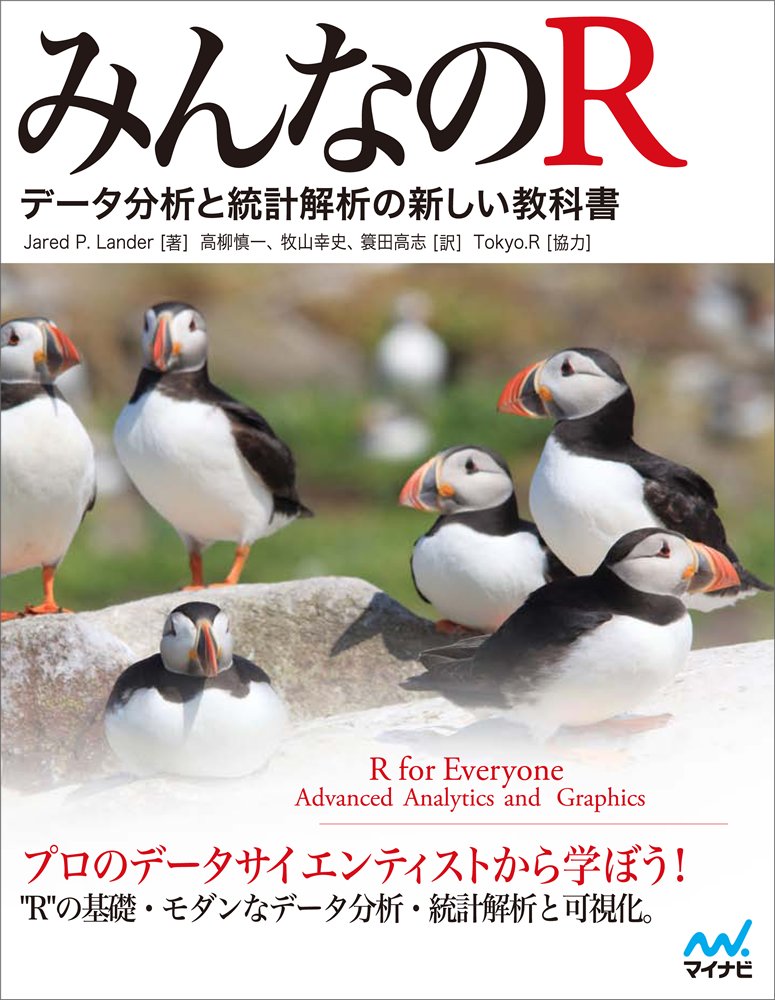 みんなのR
データ分析と統計解析の新しい教科書
Jared P. Lander [著] 高柳慎一、牧山幸史、簑田高志 [訳] Tokyo.R [協力]
R for Everyone
Advanced Analytics and Graphics
プロのデータサイエンティストから学ぼう!
"R"の基礎・モダンなデータ分析・統計解析と可視化。
マイナビ